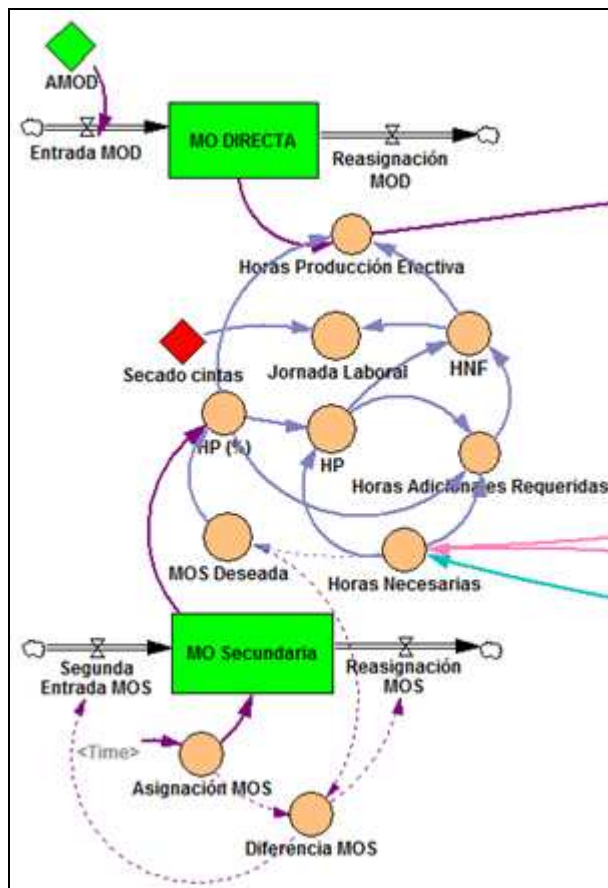 AMOD
Entrada MOD
MO DIRECTA
Reasignación
MOD
Horas Producción Efectiva
Secado cintas
Jornada Laboral
HNF
HP (%)
HP
Horas Adicionales Requeridas
MOS Deseada
Horas Necesarias
Segunda
Entrada MOS
MO Secundaria
Reasignación
MOS
<Time>
Asignación MOS
Diferencia MOS